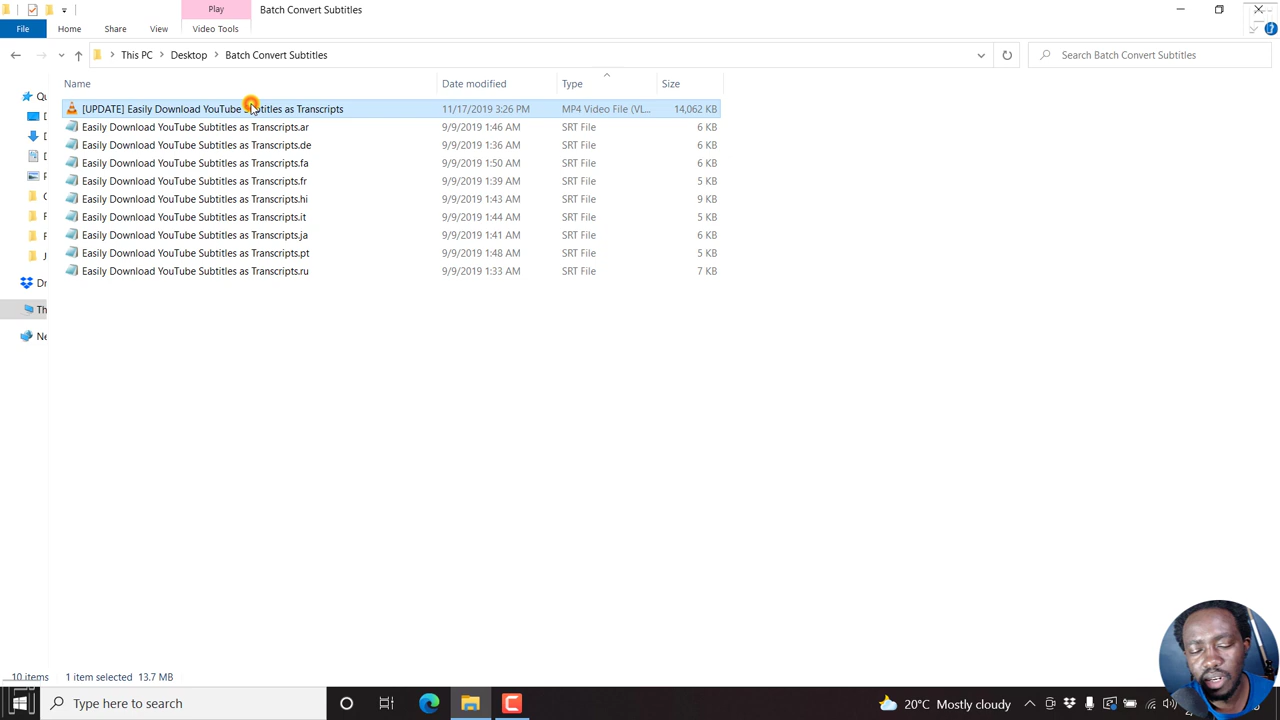 Play
Batch Convert Subtitles
File
Home
Share
View
Video Tools
This PC
Desktop
Batch Convert Subtitles
Search Batch Convert Subtitles
Name
Date modified
Type
Size
[UPDATE] Easily Download YouTube Subtitles as Transcripts
11/17/2019 3:26 PM
MP4 Video File (VL...
14,062 KB
Easily Download YouTube Subtitles as Transcripts.ar
9/9/2019 1:46 AM
SRT File
6 KB
Easily Download YouTube Subtitles as Transcripts.de
9/9/2019 1:36 AM
SRT File
6 KB
Easily Download YouTube Subtitles as Transcripts.fa
9/9/2019 1:50 AM
SRT File
6 KB
Easily Download YouTube Subtitles as Transcripts.fr
9/9/2019 1:39 AM
SRT File
5 KB
Easily Download YouTube Subtitles as Transcripts.hi
9/9/2019 1:43 AM
SRT File
9 KB
Easily Download YouTube Subtitles as Transcripts.it
9/9/2019 1:44 AM
SRT File
5 KB
Easily Download YouTube Subtitles as Transcripts.ja
9/9/2019 1:41 AM
SRT File
6 KB
Easily Download YouTube Subtitles as Transcripts.pt
9/9/2019 1:48 AM
SRT File
5 KB
Easily Download YouTube Subtitles as Transcripts.ru
9/9/2019 1:33 AM
SRT File
7 KB
Qu
Dr
Th
Ne
10 items
1 item selected 13.7 MB
Type here to search
20°C Mostly cloudy